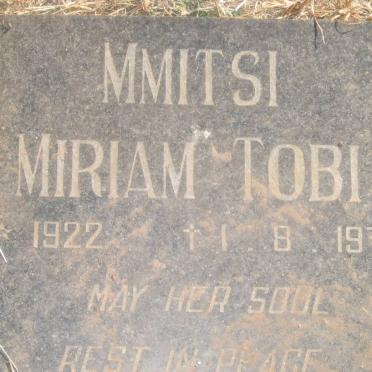 MMITSI
MIRIAM TOBI
1922 † 1.8.19
MAY HER SOUL
REST IN PEACE